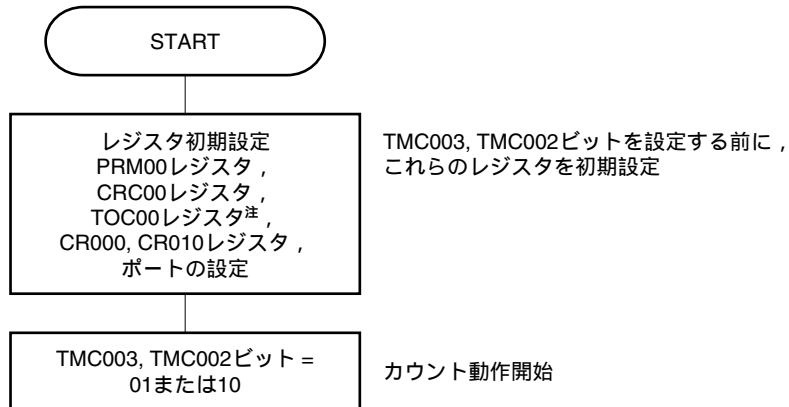 START
レジスタ初期設定
PRM00レジスタ，
CRC00レジスタ，
TOC00レジスタ注，
CR000, CR010レジスタ，
ポートの設定
TMC003, TMC002ビットを設定する前に，
これらのレジスタを初期設定
TMC003, TMC002ビット =
01または10
カウント動作開始